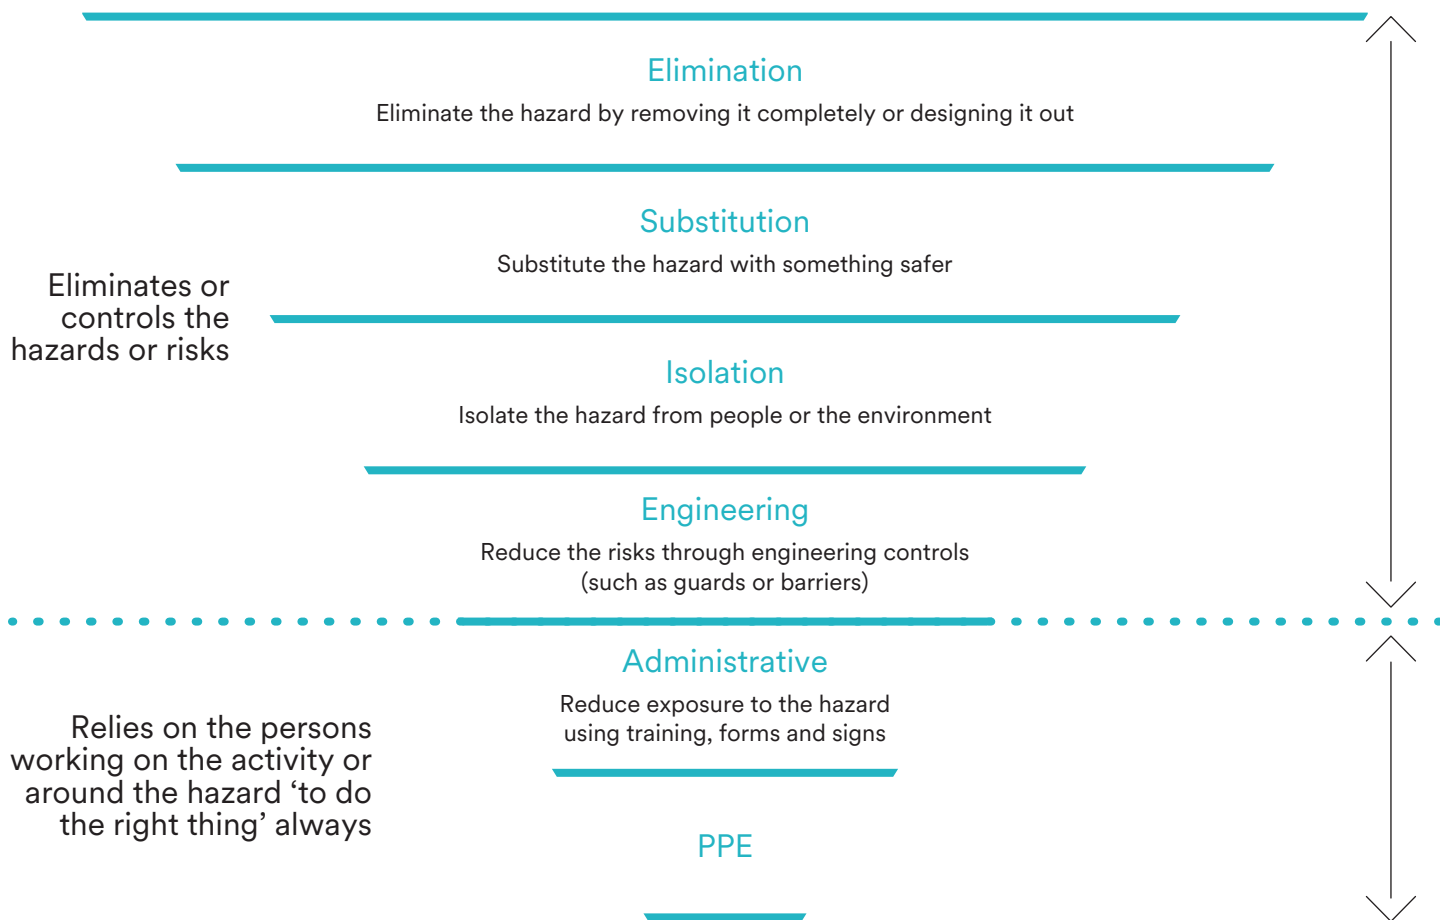 Elimination
Eliminate the hazard by removing it completely or designing it out
Substitution
Substitute the hazard with something safer
Eliminates or
controls the
hazards or risks
Isolation
Isolate the hazard from people or the environment
Engineering
Reduce the risks through engineering controls
(such as guards or barriers)
Administrative
Reduce exposure to the hazard
using training, forms and signs
Relies on the persons
working on the activity or
around the hazard ‘to do
the right thing’ always
PPE